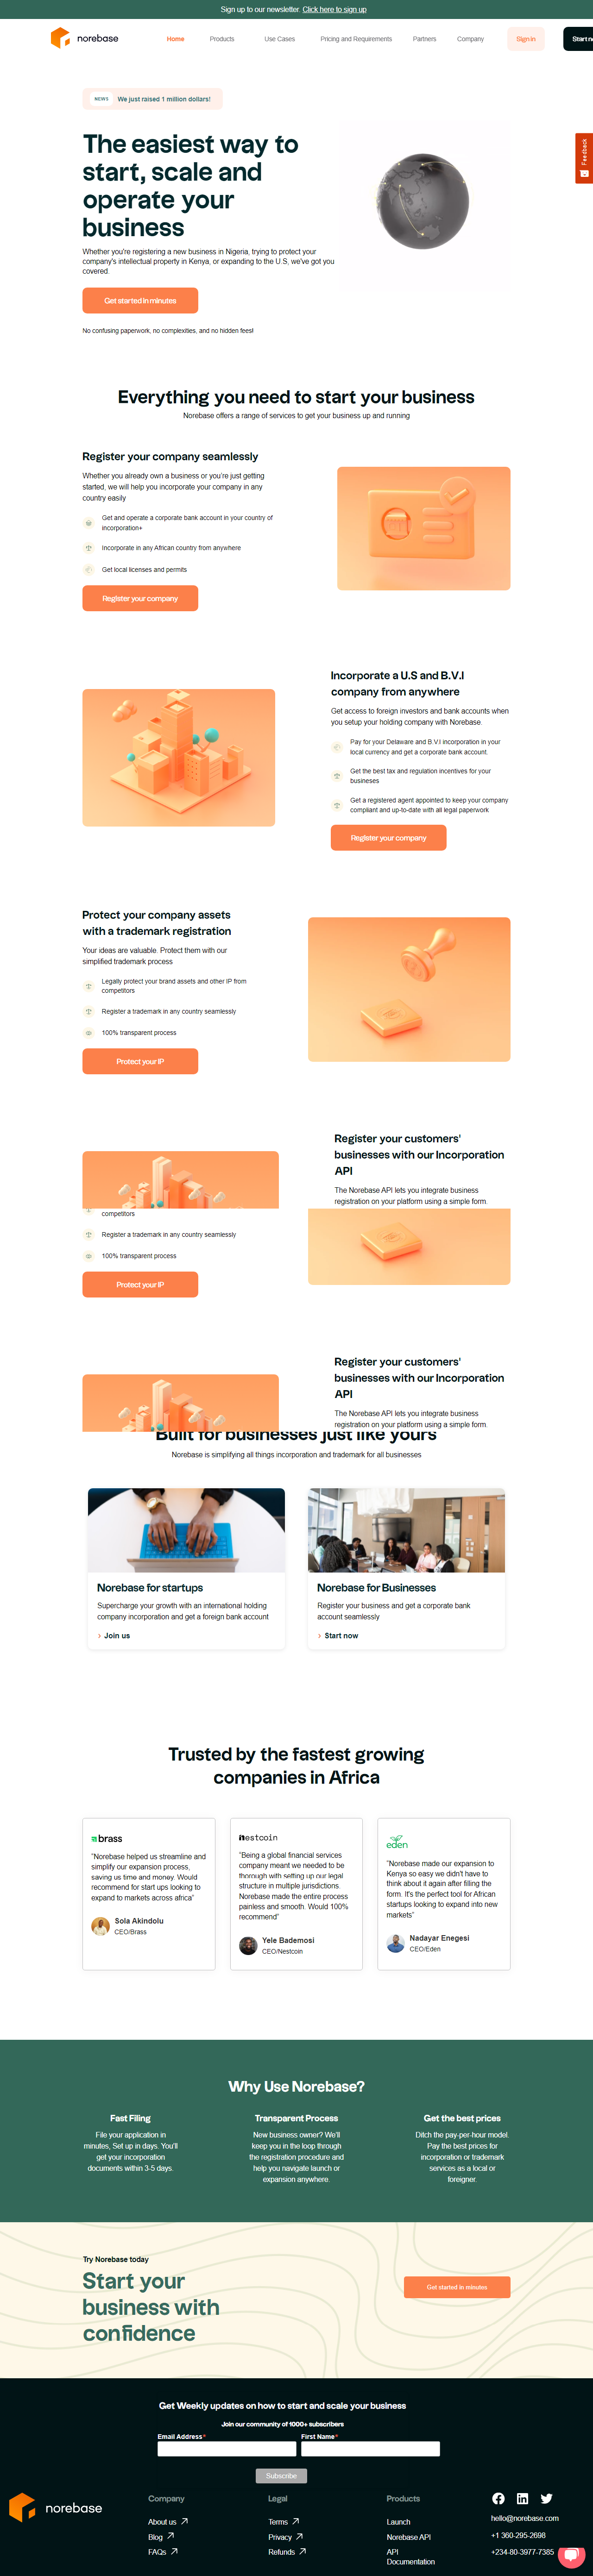 Sign up to our newsletter. Click here to sign up
norebase
Home
Products
Use Cases
Pricing and Requirements
Partners
Company
Sign in
Start n
NEWS
We just raised 1 million dollars!
Feedback
The easiest way to
start, scale and
operate your
business
Whether you're registering a new business in Nigeria, trying to protect your
company's intellectual property in Kenya, or expanding to the U.S, we've got you
covered.
Get started in minutes
No confusing paperwork, no complexities, and no hidden fees!
Everything you need to start your business
Norebase offers a range of services to get your business up and running
Register your company seamlessly
Whether you already own a business or you're just getting
started, we will help you incorporate your company in any
country easily
Get and operate a corporate bank account in your country of
incorporation+
Incorporate in any African country from anywhere
Get local licenses and permits
Register your company
Incorporate a U.S and B.V.I
company from anywhere
Get access to foreign investors and bank accounts when
you setup your holding company with Norebase.
Pay for your Delaware and B.V.I incorporation in your
local currency and get a corporate bank account.
Get the best tax and regulation incentives for your
busineses
Get a registered agent appointed to keep your company
compliant and up-to-date with all legal paperwork
Register your company
Protect your company assets
with a trademark registration
Your ideas are valuable. Protect them with our
simplified trademark process
Legally protect your brand assets and other IP from
competitors
Register a trademark in any country seamlessly
100% transparent process
Protect your IP
Register your customers'
businesses with our Incorporation
API
The Norebase API lets you integrate business
registration on your platform using a simple form.
competitors
Register a trademark in any country seamlessly
100% transparent process
Protect your IP
Register your customers'
businesses with our Incorporation
API
The Norebase API lets you integrate business
registration on your platform using a simple form.
Built for businesses just like yours
Norebase is simplifying all things incorporation and trademark for all businesses
Norebase for startups
Supercharge your growth with an international holding
company incorporation and get a foreign bank account
Join us
Norebase for Businesses
Register your business and get a corporate bank
account seamlessly
Start now
Trusted by the fastest growing
companies in Africa
brass
"Norebase helped us streamline and
simplify our expansion process,
saving us time and money. Would
recommend for start ups looking to
expand to markets across africa"
Sola Akindolu
CEO/Brass
nestcoin
"Being a global financial services
company meant we needed to be
thorough with setting up our legal
structure in multiple jurisdictions.
Norebase made the entire process
painless and smooth. Would 100%
recommend"
Yele Bademosi
CEO/Nestcoin
eden
"Norebase made our expansion to
Kenya so easy we didn't have to
think about it again after filling the
form. It's the perfect tool for African
startups looking to expand into new
markets"
Nadayar Enegesi
CEO/Eden
Why Use Norebase?
Fast Filing
File your application in
minutes, Set up in days. You'll
get your incorporation
documents within 3-5 days.
Transparent Process
New business owner? We'll
keep you in the loop through
the registration procedure and
help you navigate launch or
expansion anywhere.
Get the best prices
Ditch the pay-per-hour model.
Pay the best prices for
incorporation or trademark
services as a local or
foreigner.
Try Norebase today
Start your
business with
confidence
Get started in minutes
Get Weekly updates on how to start and scale your business
Join our community of 1000+ subscribers
Email Address*
First Name*
Subscribe
norebase
Company
About us
Blog
FAQs
Legal
Terms
Privacy
Refunds
Products
Launch
Norebase API
API
Documentation
hello@norebase.com
+1 360-295-2698
+234-80-3977-7385